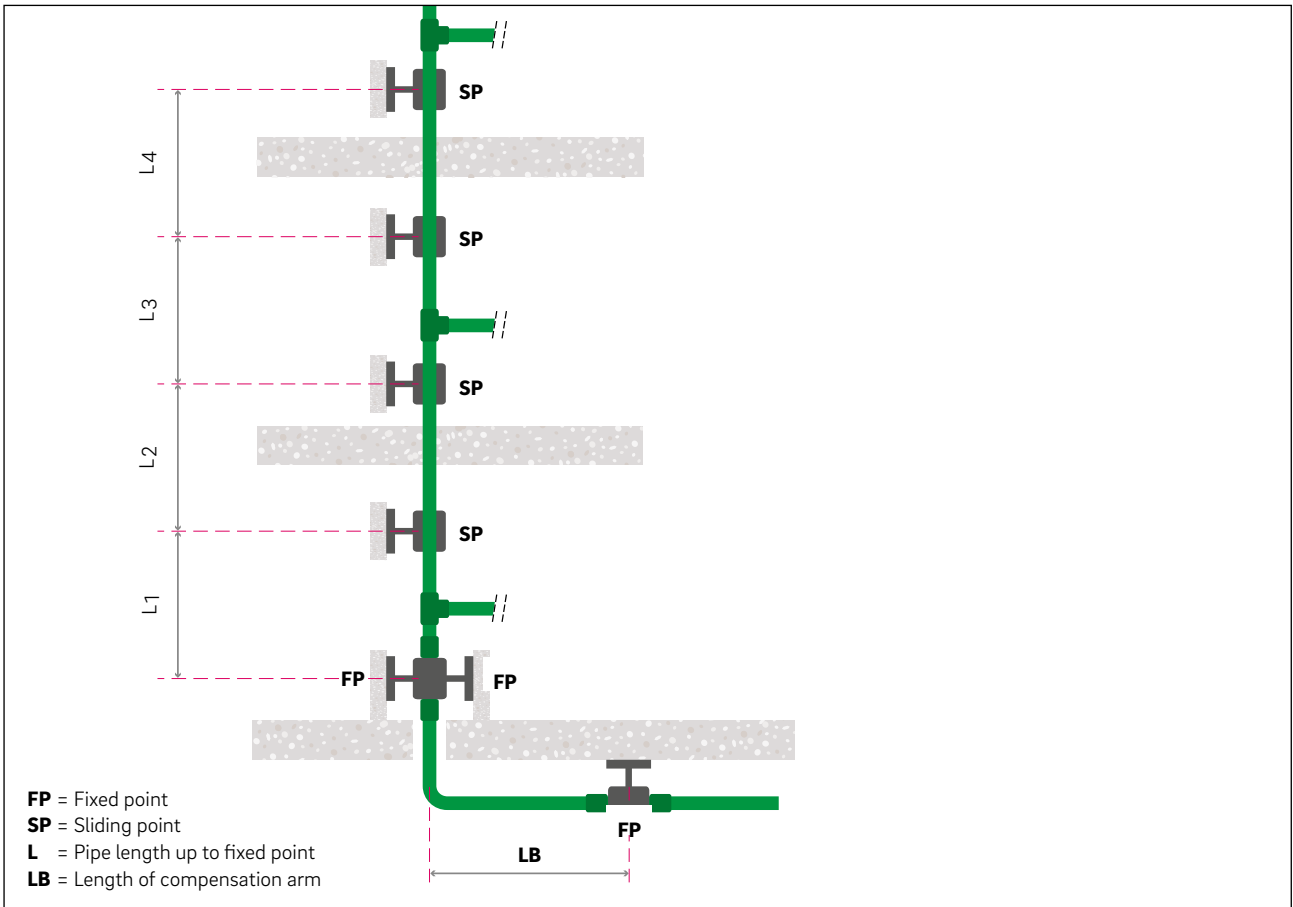 SP
L4
SP
L3
SP
L2
SP
L1
FP
FP
FP = Fixed point
SP = Sliding point
L = Pipe length up to fixed point
LB = Length of compensation arm
FP
LB